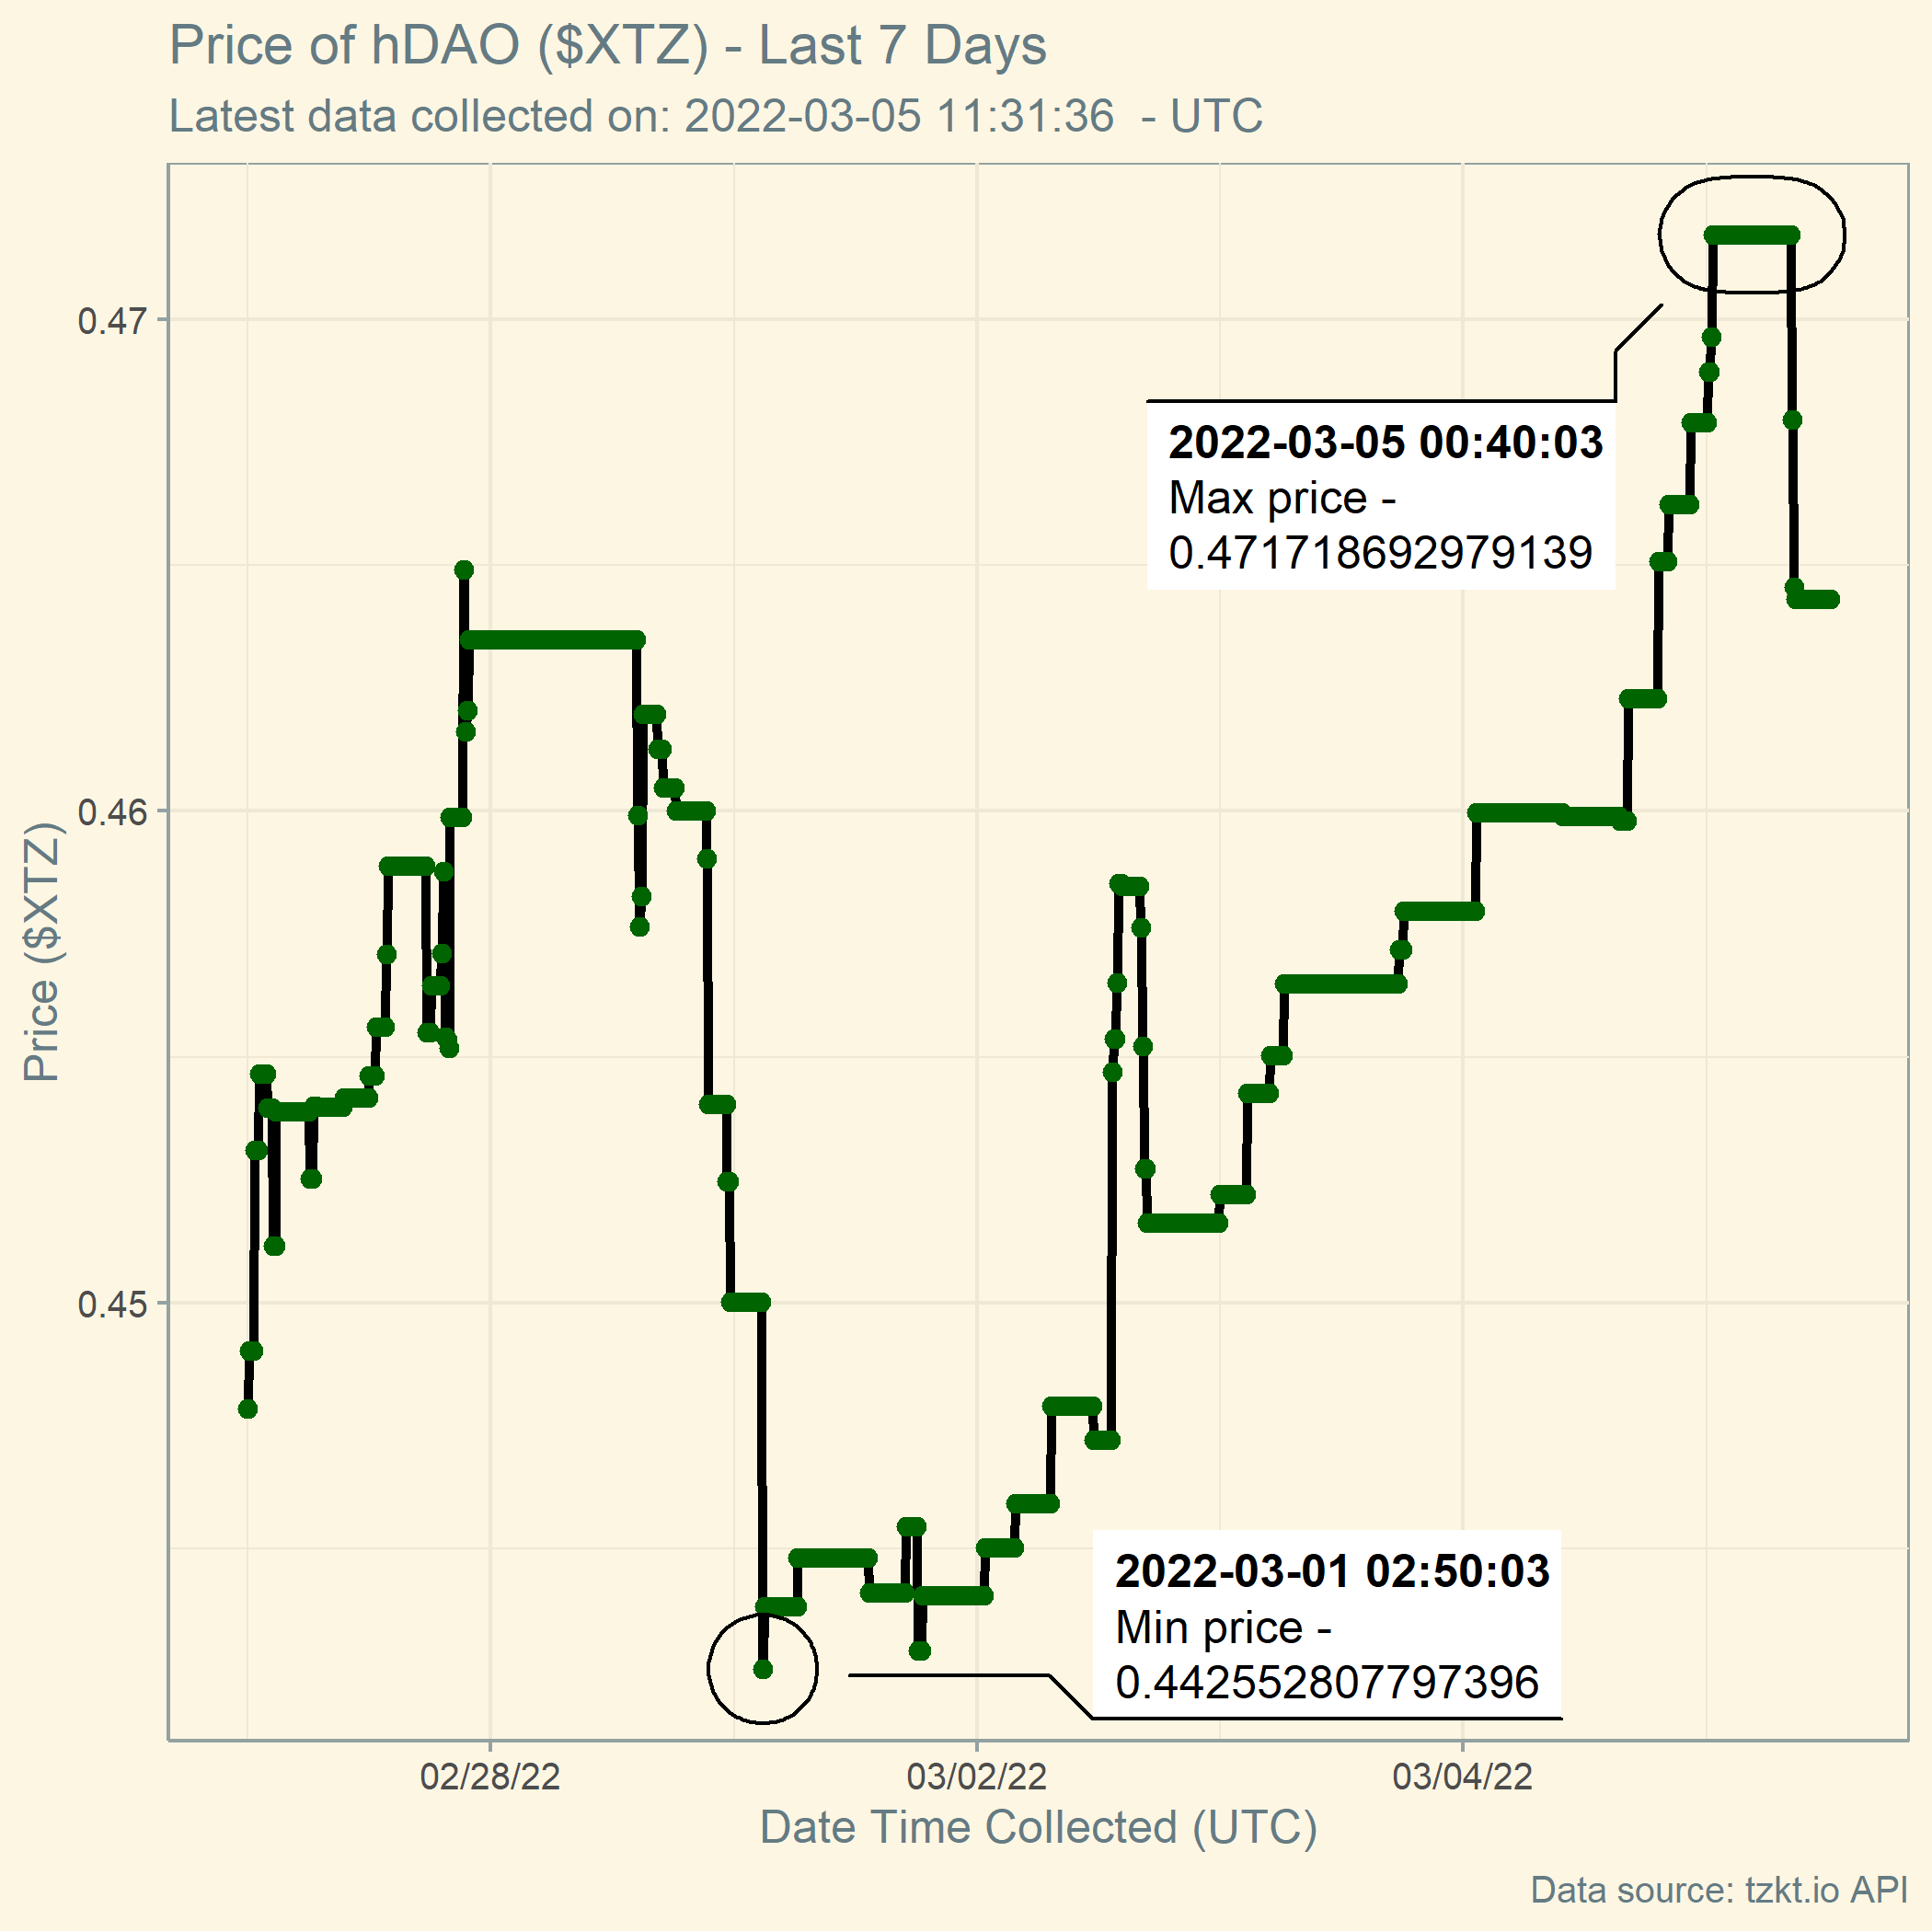 Price of hDAO ($XTZ) - Last 7 Days
Latest data collected on: 2022-03-05 11:31:36  - UTC
0.47
0.46
0.45
Price ($XTZ)
2022-03-05 00:40:03
Max price -
0.471718692979139
2022-03-01 02:50:03
Min price -
0.442552807797396
02/28/22
03/02/22
03/04/22
Date Time Collected (UTC)
Data source: tzkt.io API